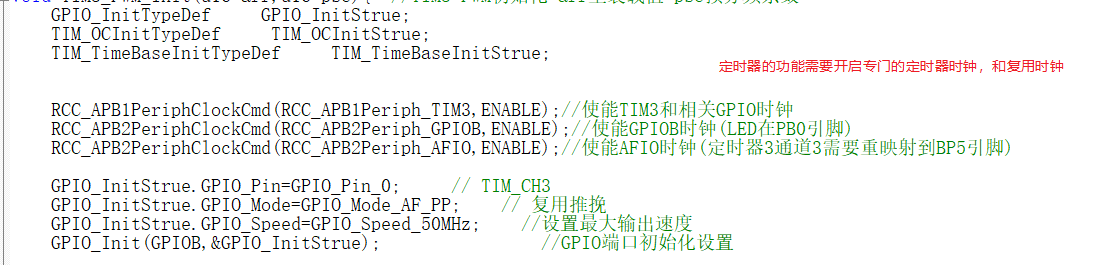 GPIO_InitTypeDef     GPIO_InitStrue;
TIM_OCInitTypeDef     TIM_OCInitStrue;
TIM_TimeBaseInitTypeDef     TIM_TimeBaseInitStrue;
定时器的功能需要开启专门的定时器时钟，和复用时钟
RCC_APB1PeriphClockCmd(RCC_APB1Periph_TIM3,ENABLE);//使能TIM3和相关GPIO时钟
RCC_APB2PeriphClockCmd(RCC_APB2Periph_GPIOB,ENABLE);//使能GPIOB时钟(LED在PB0引脚)
RCC_APB2PeriphClockCmd(RCC_APB2Periph_AFIO,ENABLE);//使能AFIO时钟(定时器3通道3需要重映射到BP5引脚)
GPIO_InitStrue.GPIO_Pin=GPIO_Pin_0;     // TIM_CH3
GPIO_InitStrue.GPIO_Mode=GPIO_Mode_AF_PP;    // 复用推挽
GPIO_InitStrue.GPIO_Speed=GPIO_Speed_50MHz;    //设置最大输出速度
GPIO_Init(GPIOB,&GPIO_InitStrue);               //GPIO端口初始化设置